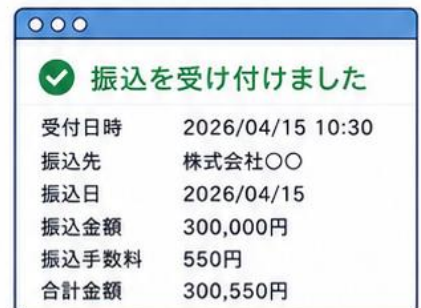 振込を受け付けました
受付日時 2026/04/15 10:30
振込先 株式会社〇〇
振込日 2026/04/15
振込金額 300,000円
振込手数料 550円
合計金額 300,550円